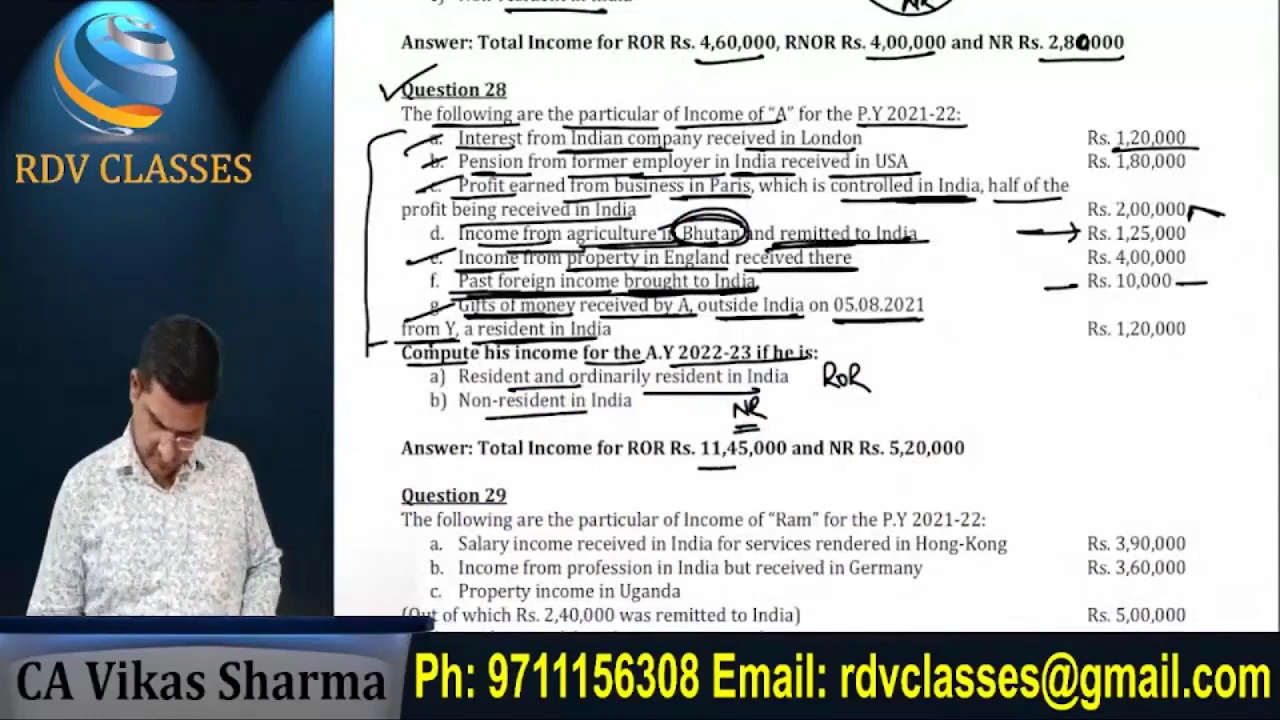 NR
Answer: Total Income for ROR Rs. 4,60,000, RNOR Rs. 4,00,000 and NR Rs. 2,80000
Question 28
The following are the particular of Income of "A" for the P.Y 2021-22:
a. Interest from Indian company received in London Rs. 1,20,000
b. Pension from former employer in India received in USA Rs. 1,80,000
c. Profit earned from business in Paris, which is controlled in India, half of the
profit being received in India Rs. 2,00,000
d. Income from agriculture in Bhutan and remitted to India Rs. 1,25,000
e. Income from property in England received there Rs. 4,00,000
f. Past foreign income brought to India Rs. 10,000
g. Gifts of money received by A, outside India on 05.08.2021
from Y, a resident in India Rs. 1,20,000
Compute his income for the A.Y 2022-23 if he is:
a) Resident and ordinarily resident in India ROR
b) Non-resident in India NR
Answer: Total Income for ROR Rs. 11,45,000 and NR Rs. 5,20,000
Question 29
The following are the particular of Income of "Ram" for the P.Y 2021-22:
a. Salary income received in India for services rendered in Hong-Kong Rs. 3,90,000
b. Income from profession in India but received in Germany Rs. 3,60,000
c. Property income in Uganda
(Out of which Rs. 2,40,000 was remitted to India) Rs. 5,00,000
RDV CLASSES
CA Vikas Sharma
Ph: 9711156308 Email: rdvclasses@gmail.com